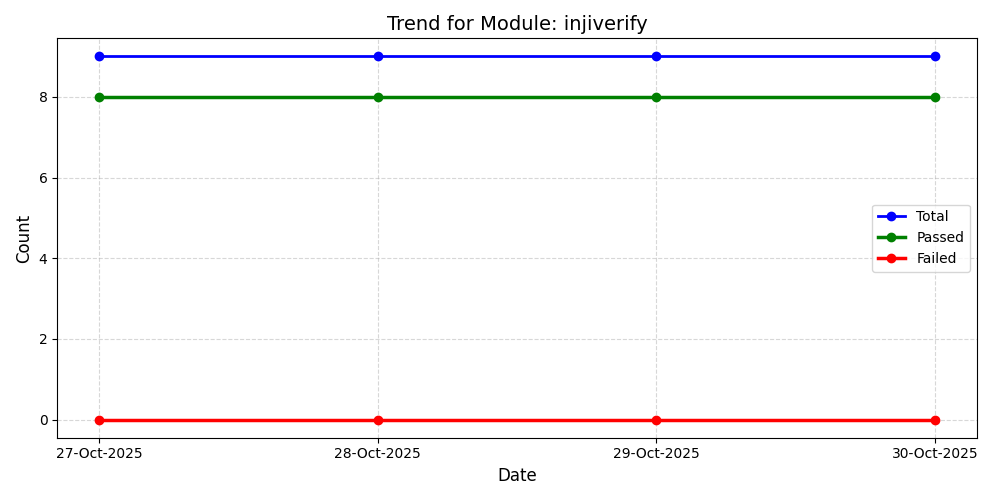 Trend for Module: injiverify
Count
8
6
4
2
0
Total
Passed
Failed
27-Oct-2025
28-Oct-2025
29-Oct-2025
30-Oct-2025
Date